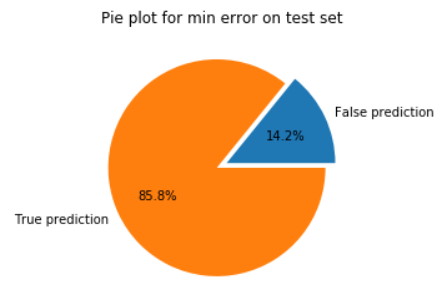 Pie plot for min error on test set
False prediction
14.2%
85.8%
True prediction